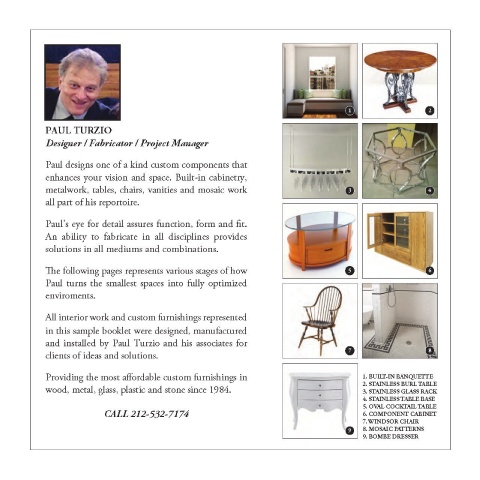 PAUL TURZIO
Designer / Fabricator / Project Manager
Paul designs one of a kind custom components that
enhances your vision and space. Built-in cabinetry,
metalwork, tables, chairs, vanities and mosaic work
all part of his repertoire.
Paul's eye for detail assures function, form and fit.
An ability to fabricate in all disciplines provides
solutions in all mediums and combinations.
The following pages represents various stages of how
Paul turns the smallest spaces into fully optimized
enviroments.
All interior work and custom furnishings represented
in this sample booklet were designed, manufactured
and installed by Paul Turzio and his associates for
clients of ideas and solutions.
Providing the most affordable custom furnishings in
wood, metal, glass, plastic and stone since 1984.
CALL 212-532-7174
1
2
3
4
5
6
7
8
9
1. BUILT-IN BANQUETTE
2. STAINLESS BURL TABLE
3. STAINLESS GLASS RACK
4. STAINLESS TABLE BASE
5. OVAL COCKTAIL TABLE
6. COMPONENT CABINET
7. WINDSOR CHAIR
8. MOSAIC PATTERNS
9. BOMBE DRESSER